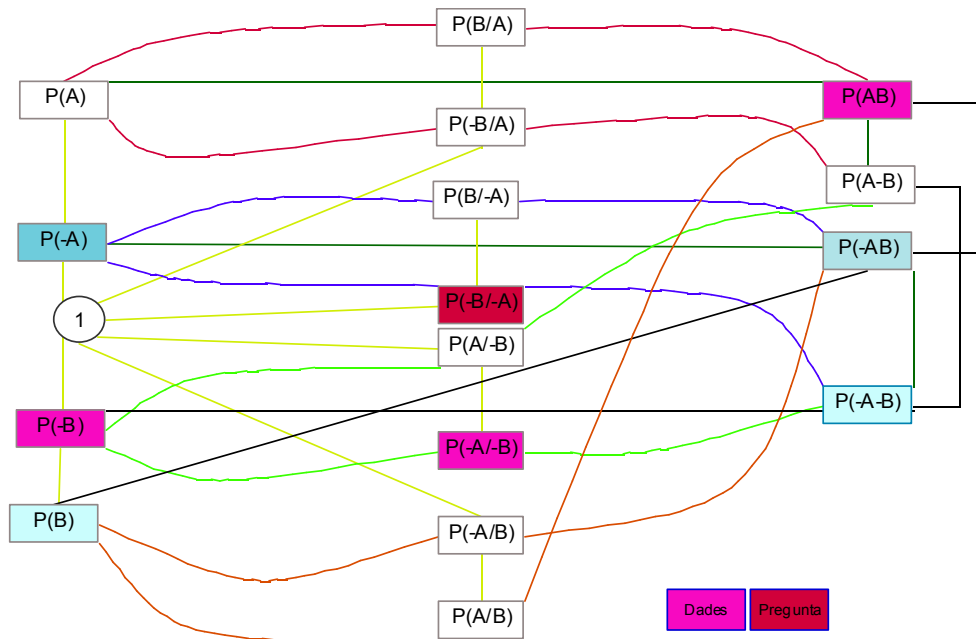 P(B/A)
P(A)
P(AB)
P(-B/A)
P(A-B)
P(B/-A)
P(-A)
P(-AB)
P(-B/-A)
1
P(A/-B)
P(-A-B)
P(-B)
P(-A/-B)
P(B)
P(-A/B)
P(A/B)
Dades
Pregunta